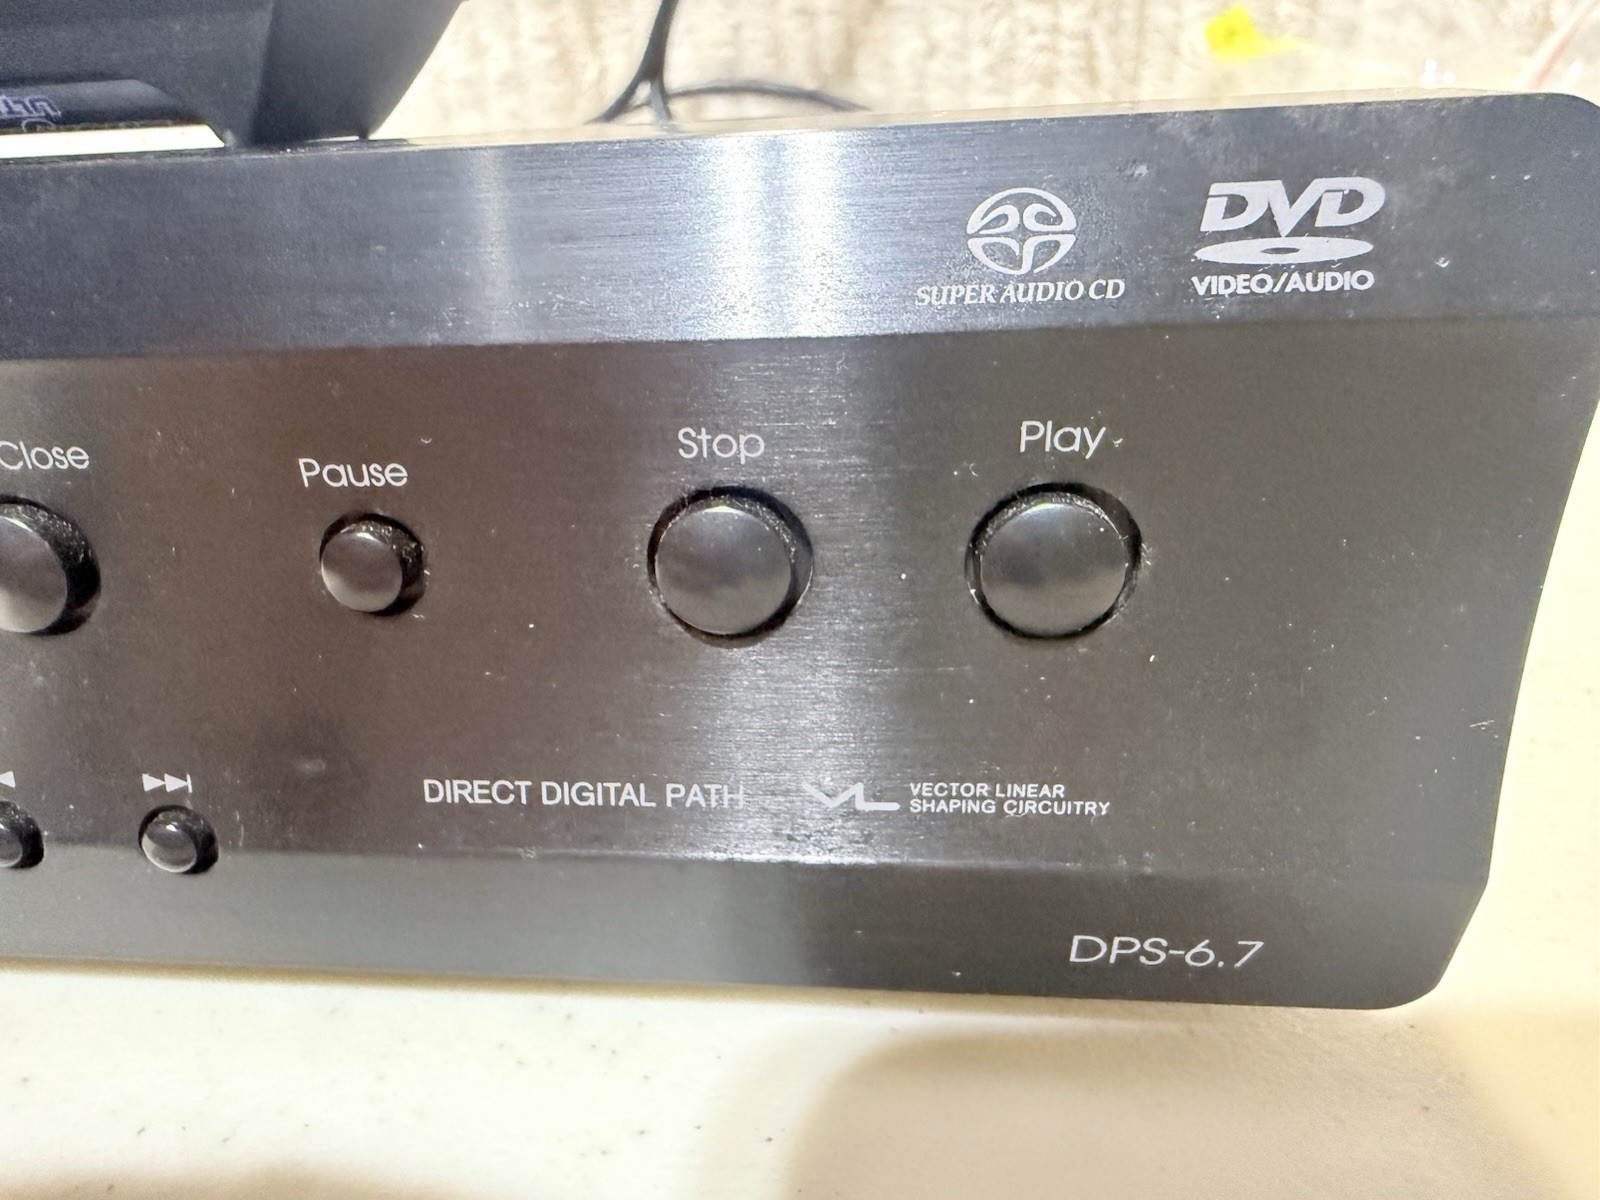 SUPER AUDIO CD
DVD
VIDEO/AUDIO
Close
Pause
Stop
Play
DIRECT DIGITAL PATH
VL
VECTOR LINEAR
SHAPING CIRCUITRY
DPS-6.7